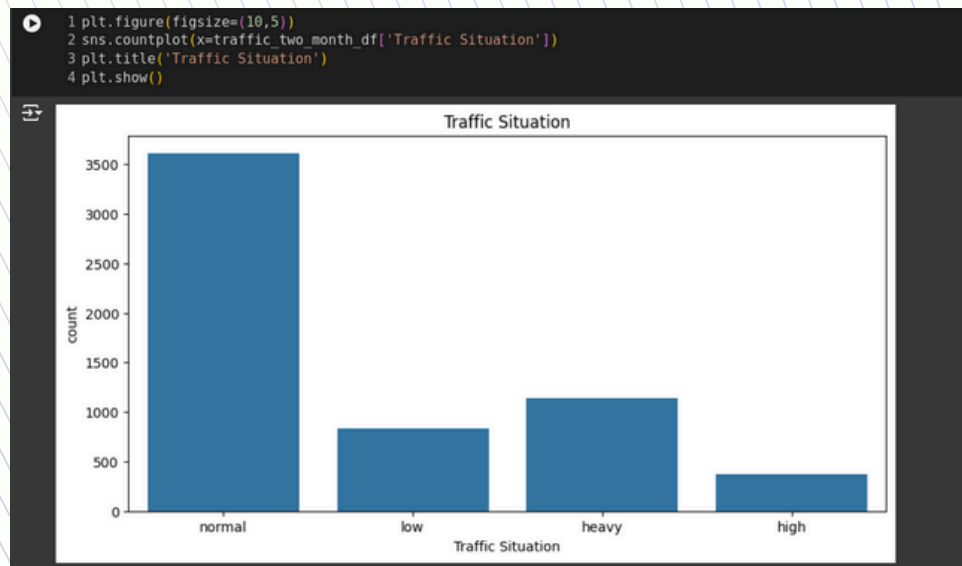 1 plt.figure(figsize=(10,5))
2 sns.countplot(x=traffic_two_month_df['Traffic Situation'])
3 plt.title('Traffic Situation')
4 plt.show()
Traffic Situation
3500
3000
2500
2000
1500
1000
500
0
count
normal low heavy high
Traffic Situation